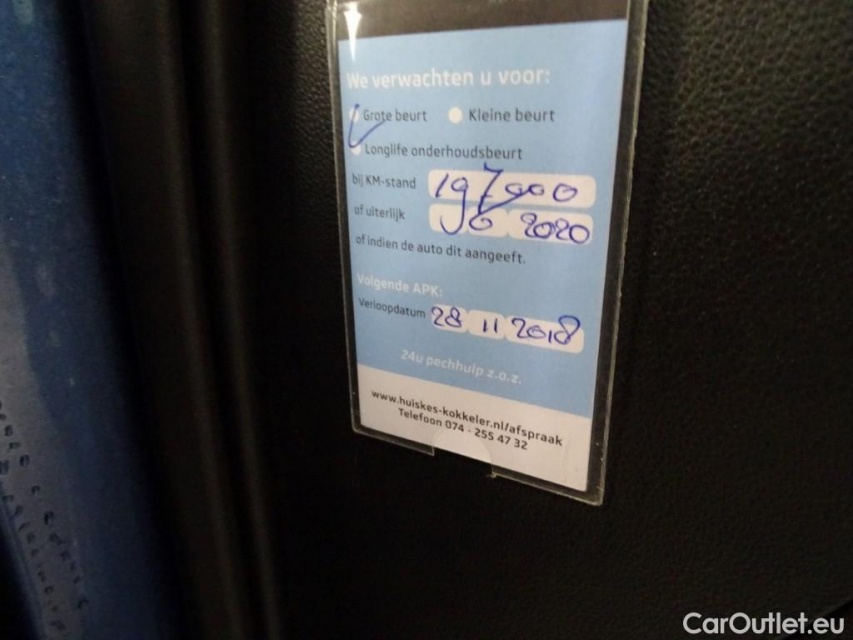 We verwachten u voor:
Grote beurt Kleine beurt
Longlife onderhoudsbeurt
bij KM-stand 197000
of uiterlijk 2020
of indien de auto dit aangeeft.
Volgende APK:
Verloopdatum 28 11 2018
24u pechhulp z.o.z.
www.huiskes-kokkeler.nl/afspraak
Telefoon 074 - 255 47 32
CarOutlet.eu